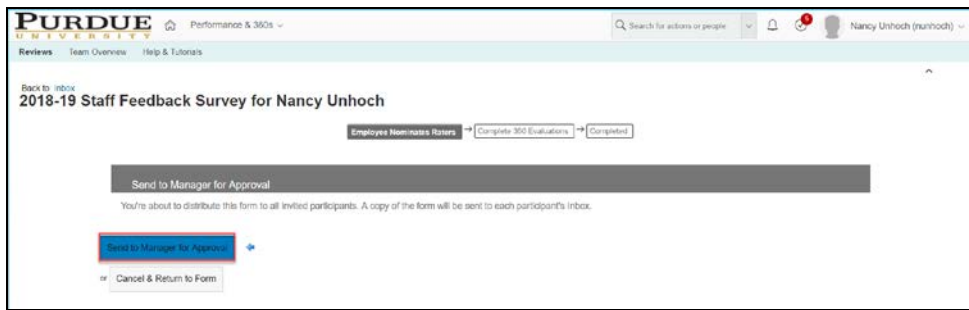 PURDUE
UNIVERSITY
Performance & 360s
Search for actions or people
Nancy Unhoch (nunhoch)
Reviews Team Overview Help & Tutorials
Back to Inbox
2018-19 Staff Feedback Survey for Nancy Unhoch
Employee Nominates Raters Complete 360 Evaluations Completed
Send to Manager for Approval
You're about to distribute this form to all invited participants. A copy of the form will be sent to each participant's inbox.
Send to Manager for Approval
or Cancel & Return to Form